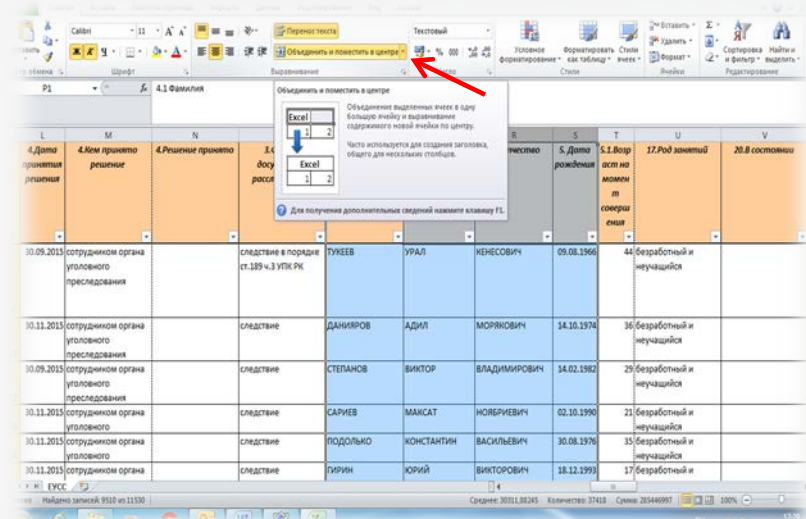 Вставить
Calibri 11
Ж К Ч
Шрифт
Перенос текста
Объединить и поместить в центре
Выравнивание
Текстовый
% 000
Условное форматирование
Форматировать как таблицу
Стили ячеек
Стили
Вставить
Удалить
Формат
Ячейки
Сортировка и фильтр
Найти и выделить
Редактирование
P1 fx 4.1 Фамилия
Объединить и поместить в центре
Объединение выделенных ячеек в одну
большую ячейку и выравнивание
содержимого новой ячейки по центру.
Часто используется для создания заголовка,
общего для нескольких столбцов.
Excel
1 2
Excel
1 2
Для получения дополнительных сведений нажмите клавишу F1.
L M N R S T U V
4.Дата принятия решения
4.Кем принято решение
4.Решение принято
5. Дата рождения
5.1.Возраст на момент совершения
17.Род занятий
20.В состоянии
30.09.2015 сотрудником органа уголовного преследования следствие в порядке ст.189 ч.3 УПК РК ТУКЕЕВ УРАЛ КЕНЕСОВИЧ 09.08.1966 44 безработный и неучащийся
30.11.2015 сотрудником органа уголовного преследования следствие ДАНИЯРОВ АДИЛ МОРЯКОВИЧ 14.10.1974 36 безработный и неучащийся
30.09.2015 сотрудником органа уголовного преследования следствие СТЕПАНОВ ВИКТОР ВЛАДИМИРОВИЧ 14.02.1982 29 безработный и неучащийся
30.11.2015 сотрудником органа уголовного следствие САРИЕВ МАКСАТ НОЯБРИЕВИЧ 02.10.1990 21 безработный и неучащийся
30.11.2015 сотрудником органа уголовного следствие ПОДОЛЬКО КОНСТАНТИН ВАСИЛЬЕВИЧ 30.08.1976 35 безработный и неучащийся
30.11.2015 сотрудником органа следствие ГИРИН ЮРИЙ ВИКТОРОВИЧ 18.12.1993 17 безработный и
ЕУСС
Найдено записей: 9510 из 11530 Среднее: 30311,88245 Количество: 37418 Сумма: 285446997 100%